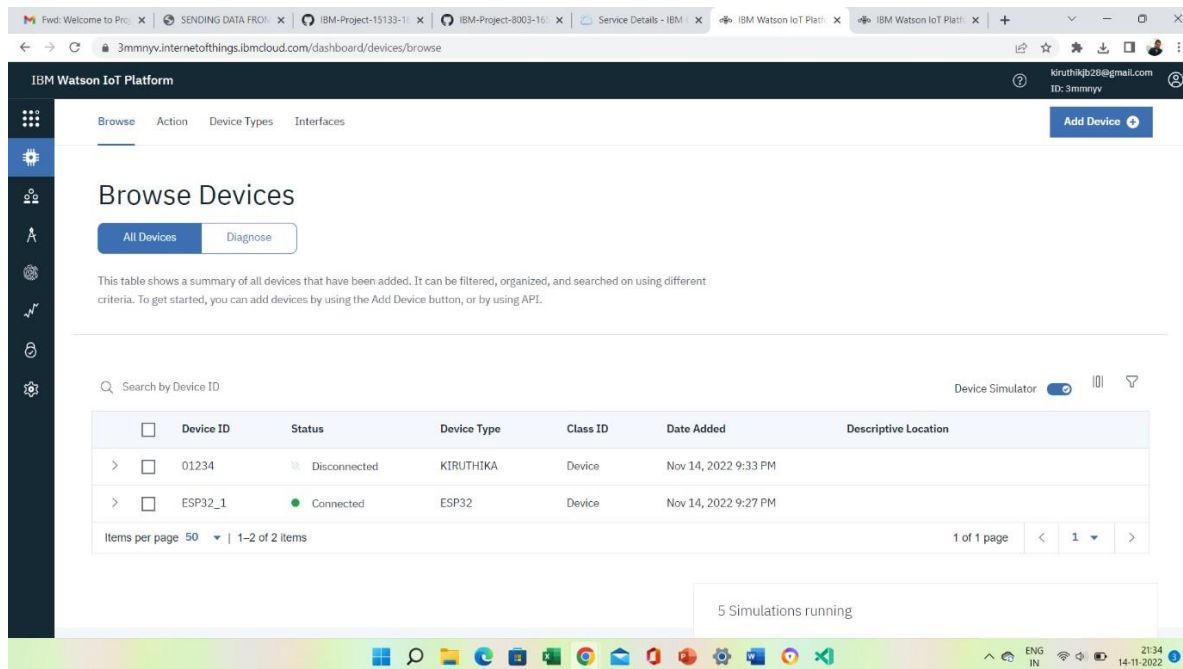 Fwd: Welcome to Proj
SENDING DATA FROM
IBM-Project-15133-16
IBM-Project-8003-165
Service Details - IBM C
IBM Watson IoT Platfo
IBM Watson IoT Platfo
3mmnyv.internetofthings.ibmcloud.com/dashboard/devices/browse
IBM Watson IoT Platform
kiruthikjb28@gmail.com
ID: 3mmnyv
Browse Action Device Types Interfaces
Add Device
Browse Devices
All Devices Diagnose
This table shows a summary of all devices that have been added. It can be filtered, organized, and searched on using different
criteria. To get started, you can add devices by using the Add Device button, or by using API.
Search by Device ID
Device Simulator
Device ID Status Device Type Class ID Date Added Descriptive Location
01234 Disconnected KIRUTHIKA Device Nov 14, 2022 9:33 PM
ESP32_1 Connected ESP32 Device Nov 14, 2022 9:27 PM
Items per page 50 | 1–2 of 2 items 1 of 1 page < 1 >
5 Simulations running
ENG
IN
21:34
14-11-2022
3